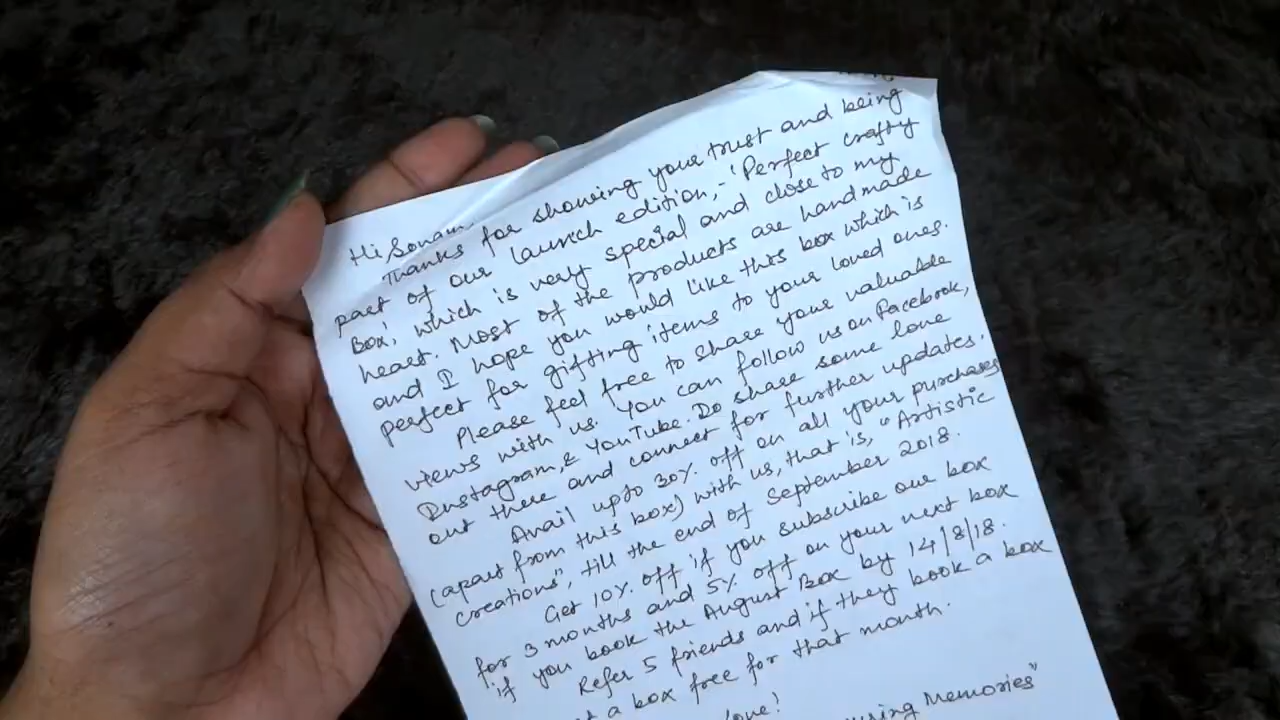 Hi Sonam,
Thanks for showing your trust and being
part of our launch edition,- 'Perfect crafty
Box', which is very special and close to my
heart. Most of the products are handmade
and I hope you would like this box which is
perfect for gifting items to your loved ones.
Please feel free to share your valuable
views with us. You can follow us on Facebook,
Instagram, & YouTube. Do share some love
out there and connect for further updates.
Avail upto 30% off on all your purchases
(apart from this box) with us, that is, "Artistic
creations", till the end of September 2018.
Get 10% off if you subscribe our box
for 3 months and 5% off on your next box
if you book the August Box by 14/8/18.
Refer 5 friends and if they book a box
a box free for that month.
love!
Memories"